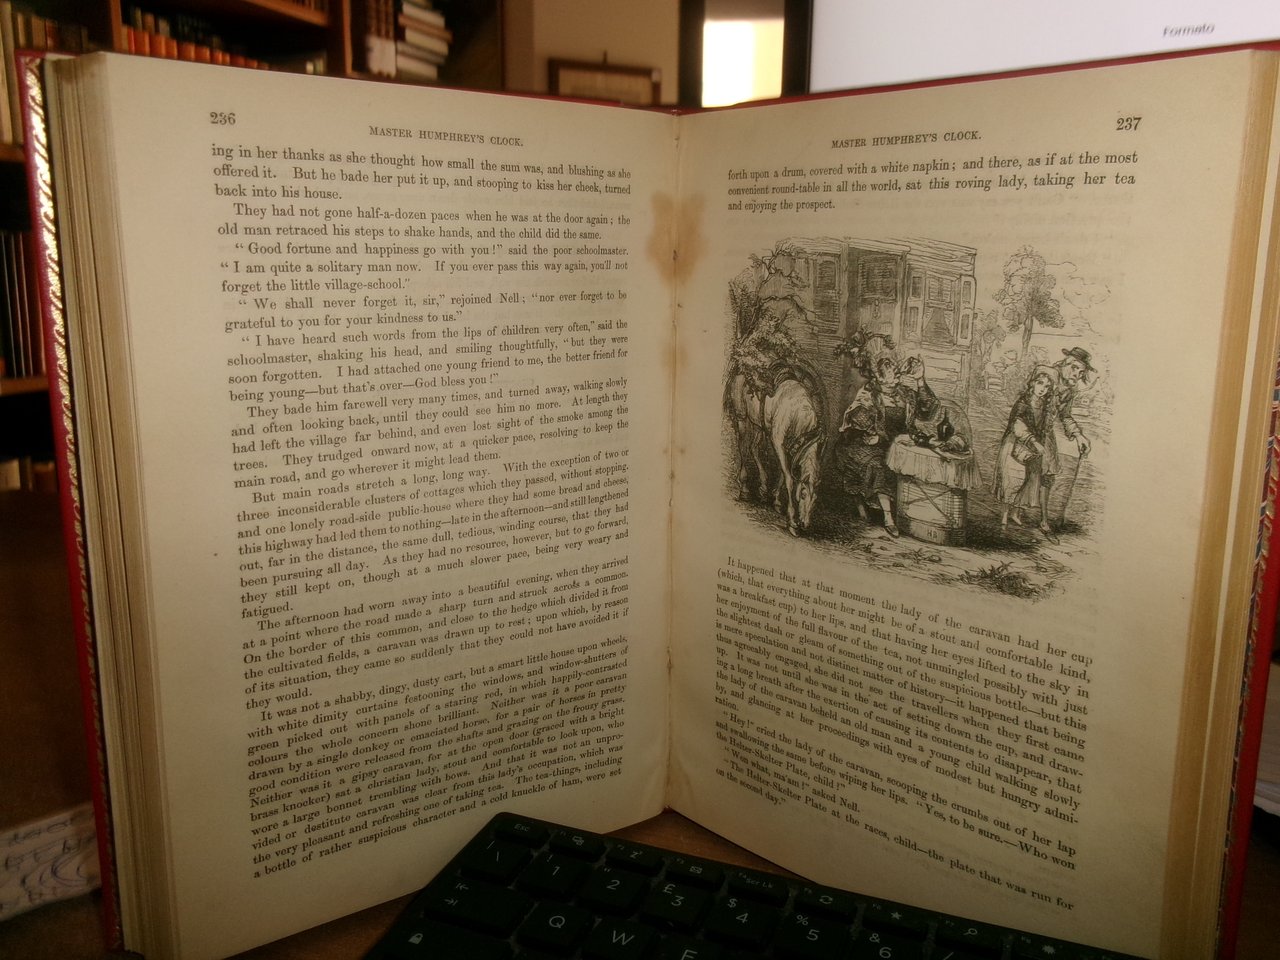 Formato
236
MASTER HUMPHREY'S CLOCK.
ing in her thanks as she thought how small the sum was, and blushing as she
offered it. But he bade her put it up, and stooping to kiss her cheek, turned
back into his house.
They had not gone half-a-dozen paces when he was at the door again; the
old man retraced his steps to shake hands, and the child did the same.
“ Good fortune and happiness go with you!” said the poor schoolmaster.
“ I am quite a solitary man now. If you ever pass this way again, you'll not
forget the little village-school.”
“ We shall never forget it, sir,” rejoined Nell; “nor ever forget to be
grateful to you for your kindness to us.”
“ I have heard such words from the lips of children very often,” said the
schoolmaster, shaking his head, and smiling thoughtfully, “but they were
soon forgotten. I had attached one young friend to me, the better friend for
being young—but that's over—God bless you!”
They bade him farewell very many times, and turned away, walking slowly
and often looking back, until they could see him no more. At length they
had left the village far behind, and even lost sight of the smoke among the
trees. They trudged onward now, at a quicker pace, resolving to keep the
main road, and go wherever it might lead them.
But main roads stretch a long, long way. With the exception of two or
three inconsiderable clusters of cottages which they passed, without stopping,
and one lonely road-side public-house where they had some bread and cheese,
this highway had led them to nothing—late in the afternoon—and still lengthened
out, far in the distance, the same dull, tedious, winding course, that they had
been pursuing all day. As they had no resource, however, but to go forward,
they still kept on, though at a much slower pace, being very weary and
fatigued.
The afternoon had worn away into a beautiful evening, when they arrived
at a point where the road made a sharp turn and struck across a common.
On the border of this common, and close to the hedge which divided it from
the cultivated fields, a caravan was drawn up to rest; upon which, by reason
of its situation, they came so suddenly that they could not have avoided it if
they would.
It was not a shabby, dingy, dusty cart, but a smart little house upon wheels,
with white dimity curtains festooning the windows, and window-shutters of
green picked out with panels of a staring red, in which happily-contrasted
colours the whole concern shone brilliant. Neither was it a poor caravan
drawn by a single donkey or emaciated horse, for a pair of horses in pretty
good condition were released from the shafts and grazing on the frouzy grass.
Neither was it a gipsy caravan, for at the open door (graced with a bright
brass knocker) sat a christian lady, stout and comfortable to look upon, who
wore a large bonnet trembling with bows. And that it was not an unpro-
vided or destitute caravan was clear from this lady's occupation, which was
the very pleasant and refreshing one of taking tea. The tea-things, including
a bottle of rather suspicious character and a cold knuckle of ham, were set
MASTER HUMPHREY'S CLOCK.
237
forth upon a drum, covered with a white napkin; and there, as if at the most
convenient round-table in all the world, sat this roving lady, taking her tea
and enjoying the prospect.
It happened that at that moment the lady of the caravan had her cup
(which, that everything about her might be of a stout and comfortable kind,
was a breakfast cup) to her lips, and that having her eyes lifted to the sky in
her enjoyment of the full flavour of the tea, not unmingled possibly with just
the slightest dash or gleam of something out of the suspicious bottle—but this
is mere speculation and not distinct matter of history—it happened that being
thus agreeably engaged, she did not see the travellers when they first came
up. It was not until she was in the act of setting down the cup, and draw-
ing a long breath after the exertion of causing its contents to disappear, that
the lady of the caravan beheld an old man and a young child walking slowly
by, and glancing at her proceedings with eyes of modest but hungry admi-
ration.
“ Hey!” cried the lady of the caravan, scooping the crumbs out of her lap
and swallowing the same before wiping her lips. “Yes, to be sure.—Who won
the Helter-Skelter Plate, child?”
“ Won what, ma'am?” asked Nell.
“ The Helter-Skelter Plate at the races, child—the plate that was run for
on the second day.”
Esc
\ |
! 1
" 2
£ 3
$ 4
% 5
& 6
Scr Lk
Q
W
E